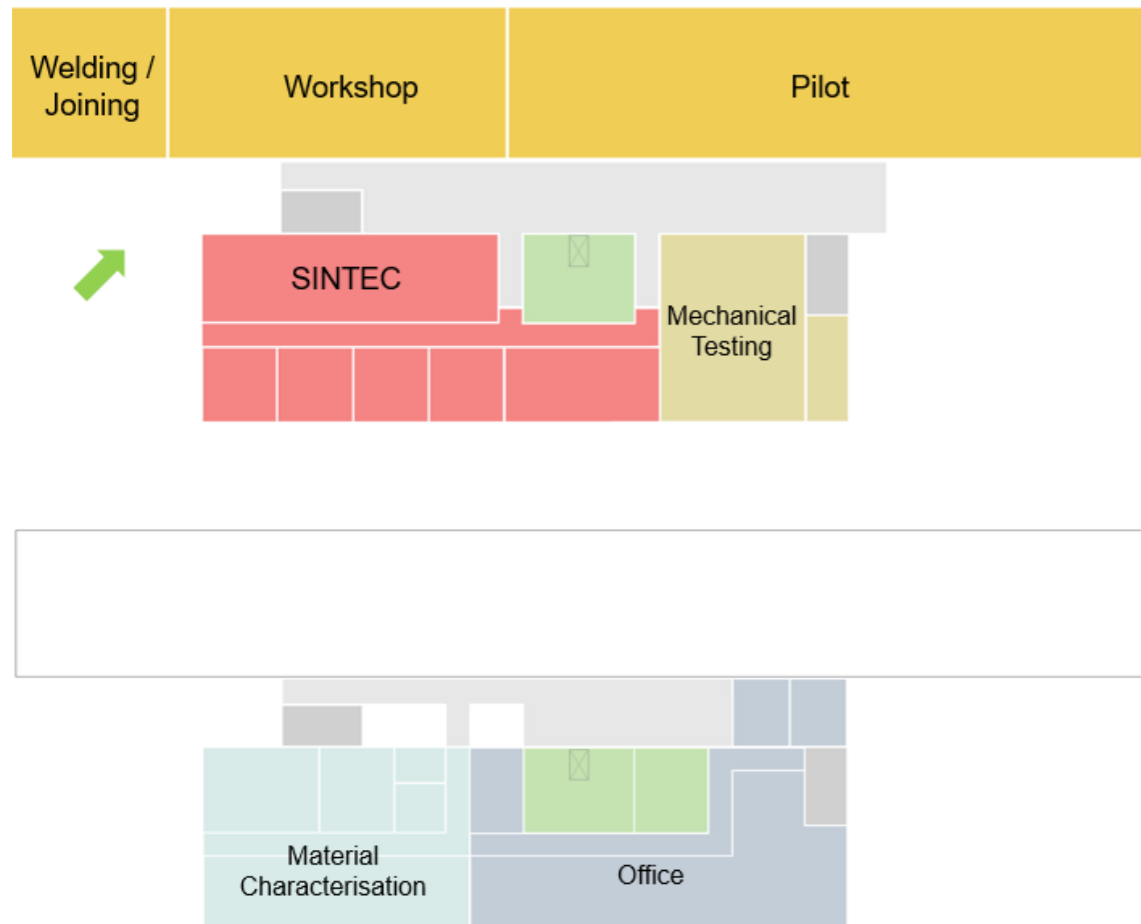 Welding /
Joining
Workshop
Pilot
SINTEC
Mechanical
Testing
Material
Characterisation
Office